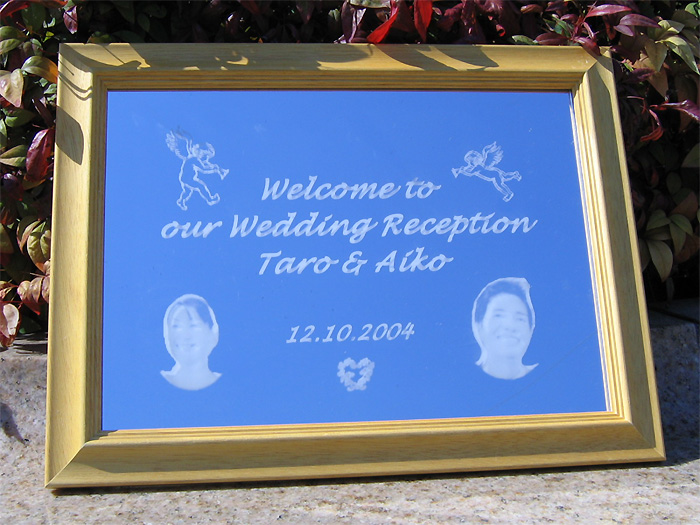 Welcome to
our Wedding Reception
Taro & Aiko
12.10.2004